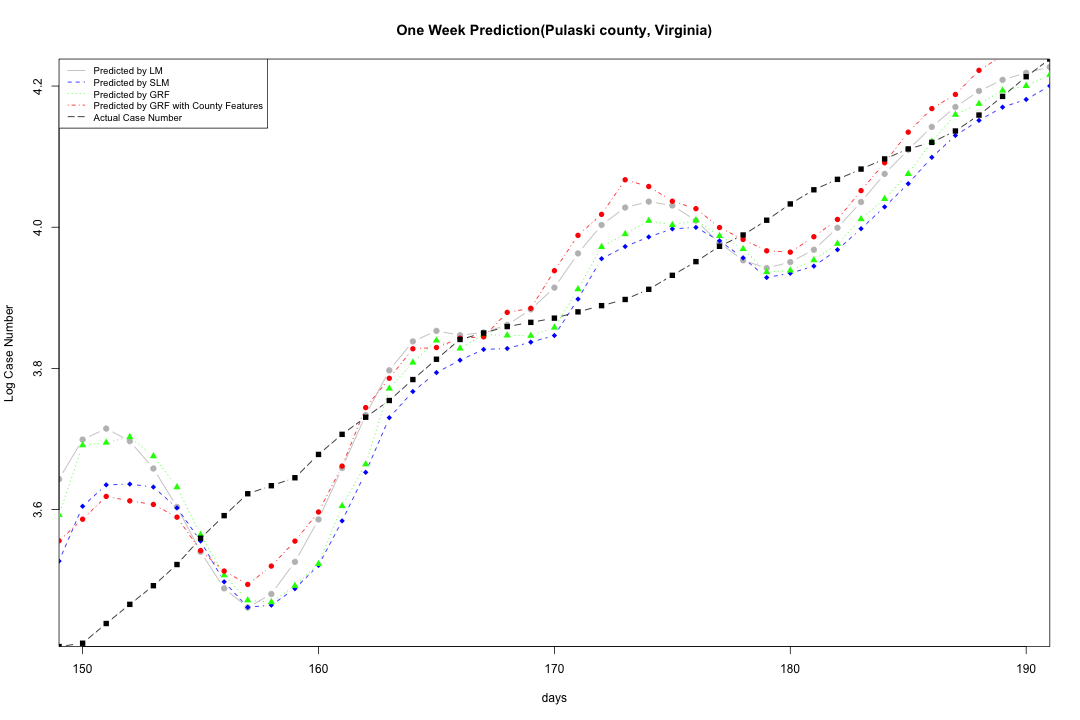 One Week Prediction(Pulaski county, Virginia)
Predicted by LM
Predicted by SLM
Predicted by GRF
Predicted by GRF with County Features
Actual Case Number
Log Case Number
4.2
4.0
3.8
3.6
150 160 170 180 190
days